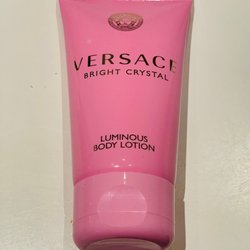 VERSACE
BRIGHT CRYSTAL
LUMINOUS
BODY LOTION